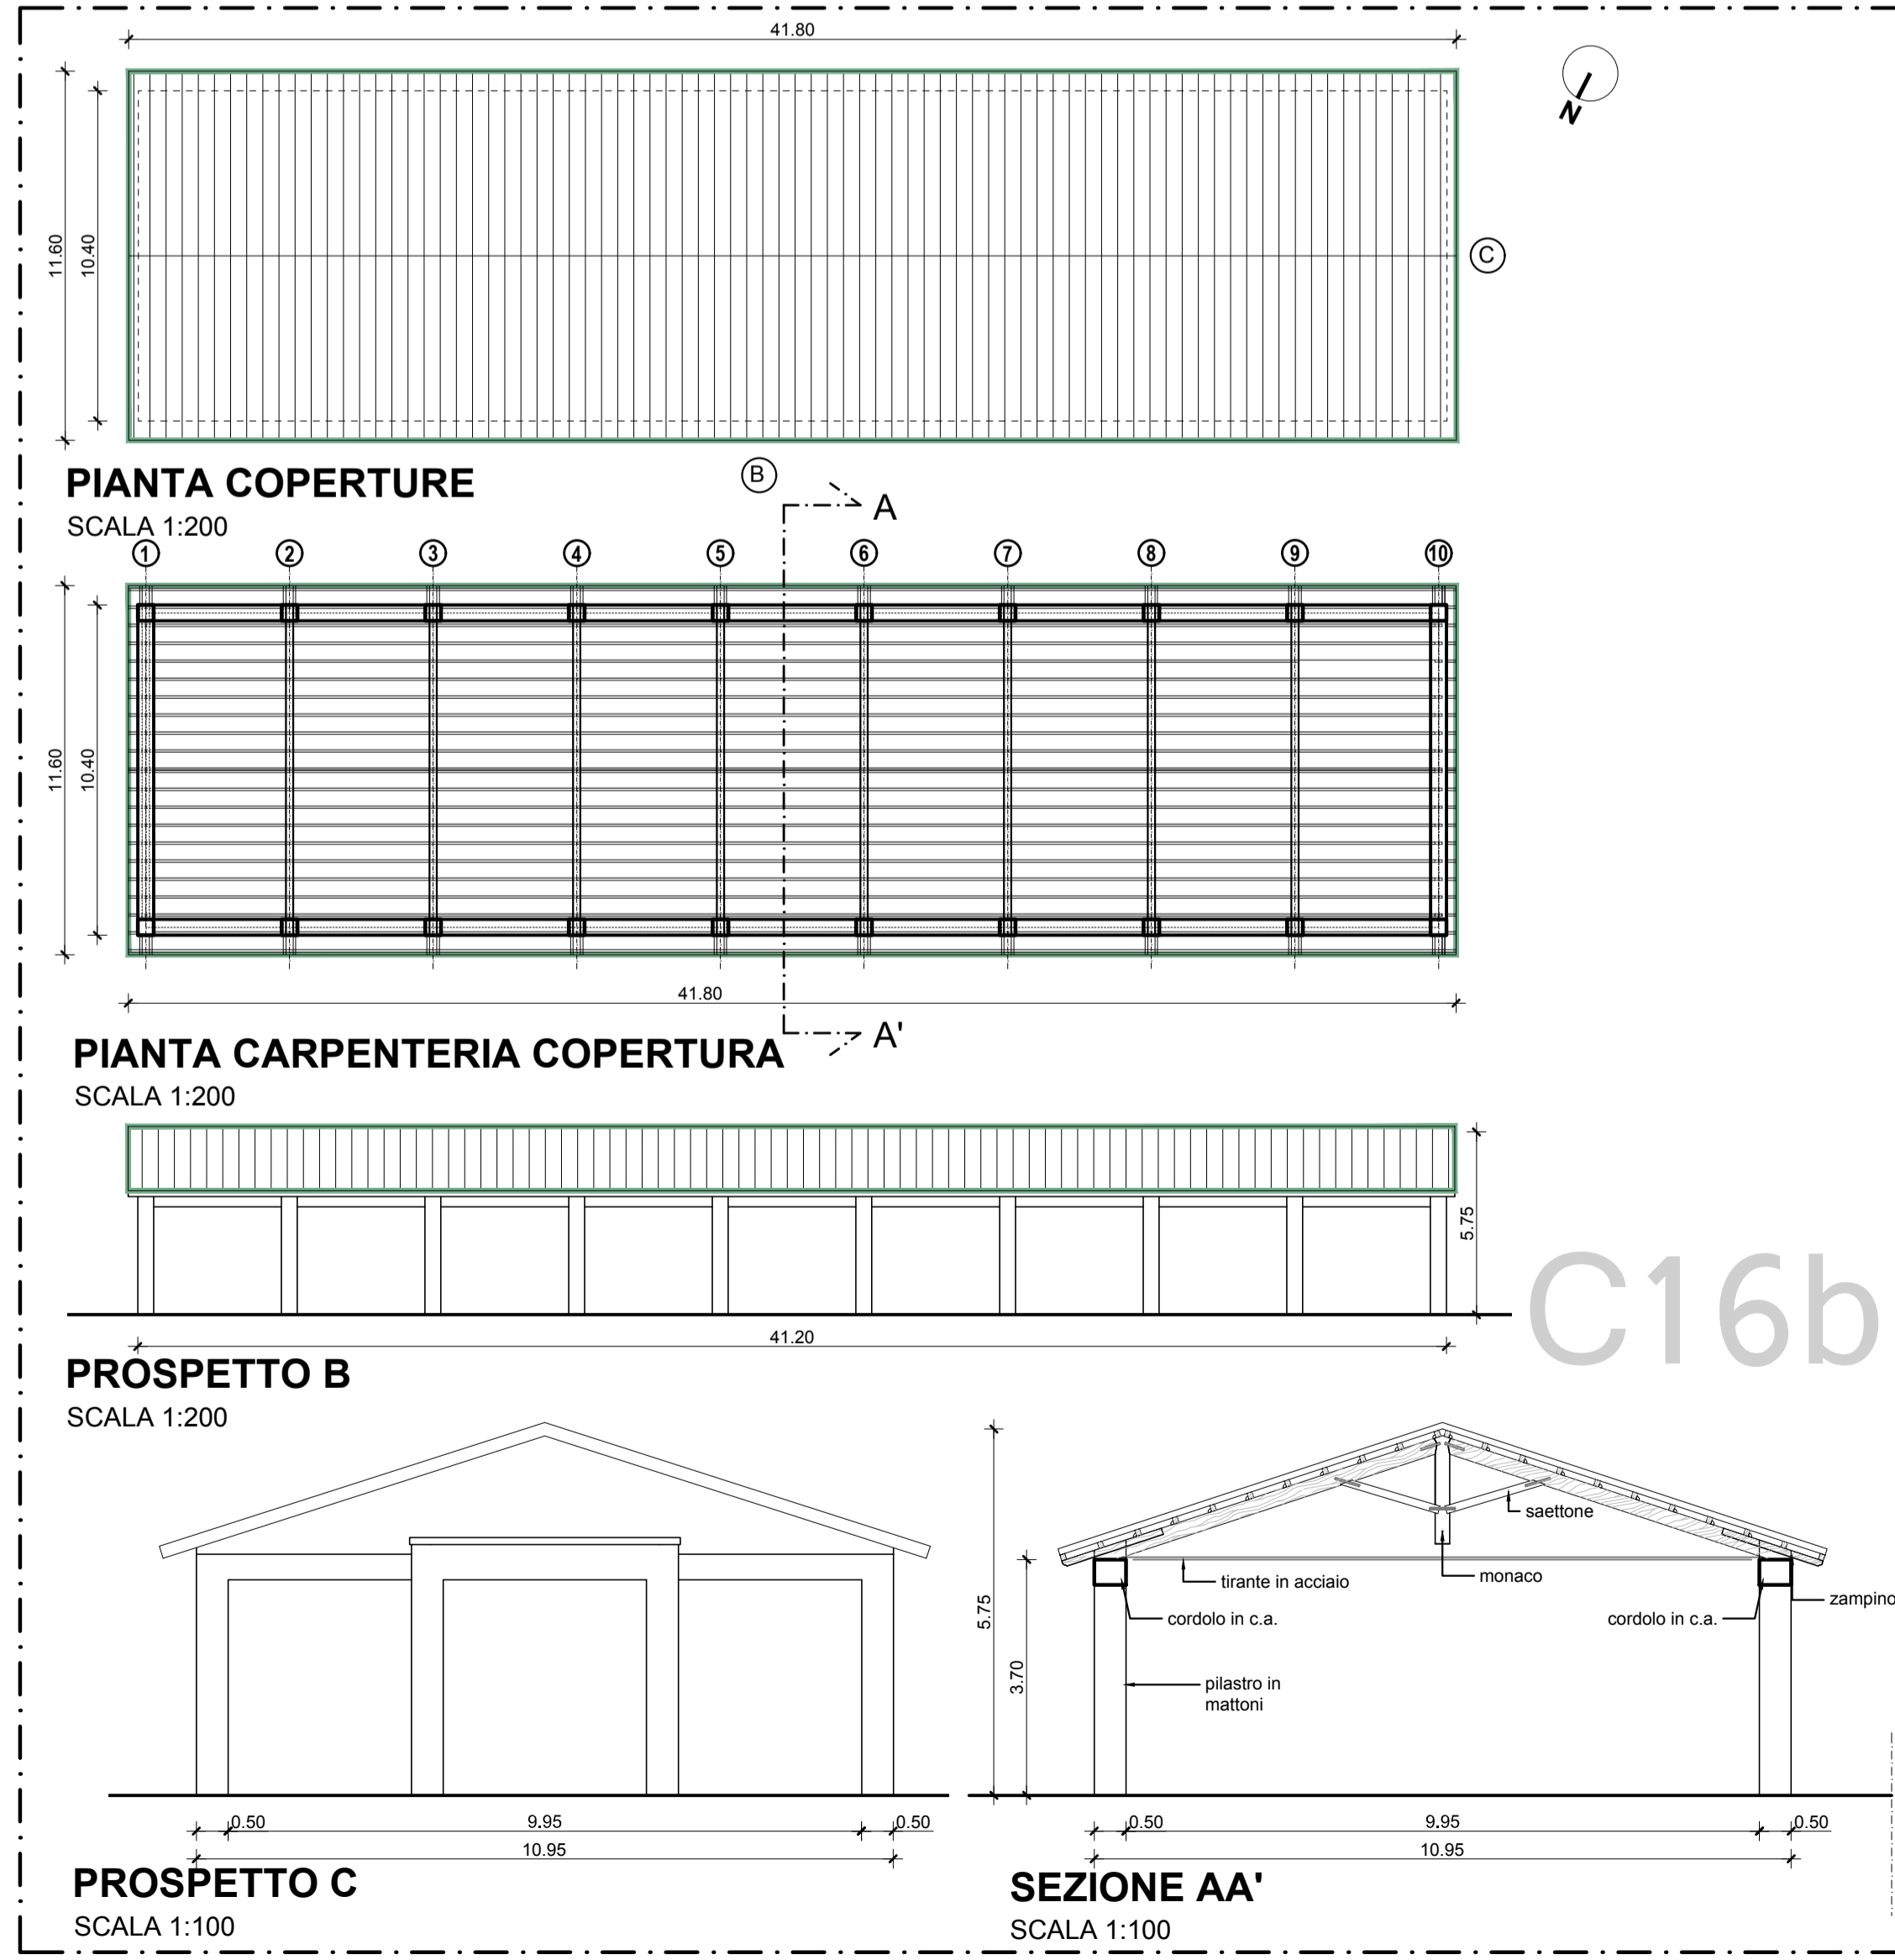 41.80
N
11.60
10.40
C
PIANTA COPERTURE
SCALA 1:200
B
A
1 2 3 4 5 6 7 8 9 10
11.60
10.40
41.80
A'
PIANTA CARPENTERIA COPERTURA
SCALA 1:200
5.75
C16b
41.20
PROSPETTO B
SCALA 1:200
saettone
tirante in acciaio
monaco
zampino
cordolo in c.a.
cordolo in c.a.
5.75
3.70
pilastro in
mattoni
0.50 9.95 0.50
10.95
0.50 9.95 0.50
10.95
PROSPETTO C
SCALA 1:100
SEZIONE AA'
SCALA 1:100